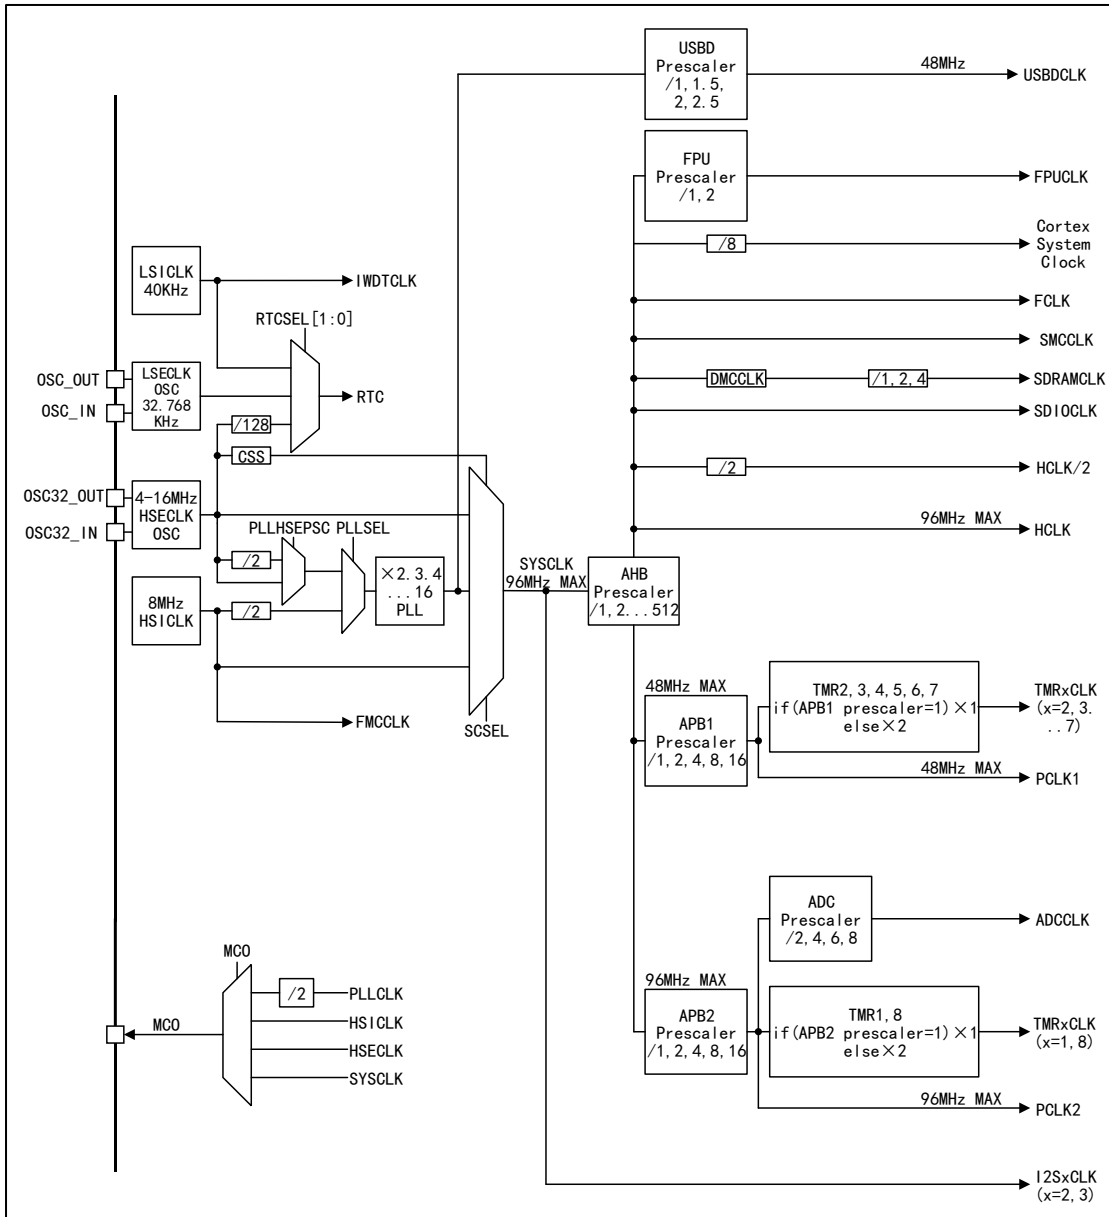 USBD
Prescaler
/1, 1.5,
2, 2.5
48MHz
USBDCLK
FPU
Prescaler
/1, 2
FPUCLK
/8
Cortex
System
Clock
LSICLK
40KHz
IWDTCLK
FCLK
RTCSEL[1:0]
SMCCLK
OSC_OUT
OSC_IN
LSECLK
OSC
32.768
KHz
RTC
DMCCLK
/1, 2, 4
SDRAMCLK
SDIOCLK
/128
CSS
/2
HCLK/2
OSC32_OUT
OSC32_IN
4-16MHz
HSECLK
OSC
96MHz MAX
HCLK
PLLHSEPSC
PLLSEL
/2
×2. 3. 4
...16
PLL
SYSCLK
96MHz MAX
AHB
Prescaler
/1, 2...512
8MHz
HSICLK
/2
FMCCLK
SCSEL
48MHz MAX
APB1
Prescaler
/1, 2, 4, 8, 16
TMR2, 3, 4, 5, 6, 7
if(APB1 prescaler=1)×1
else×2
TMRxCLK
(x=2, 3.
..7)
48MHz MAX
PCLK1
ADC
Prescaler
/2, 4, 6, 8
ADCCLK
MCO
/2
PLLCLK
HSICLK
HSECLK
SYSCLK
MCO
96MHz MAX
APB2
Prescaler
/1, 2, 4, 8, 16
TMR1, 8
if(APB2 prescaler=1)×1
else×2
TMRxCLK
(x=1, 8)
96MHz MAX
PCLK2
I2SxCLK
(x=2, 3)